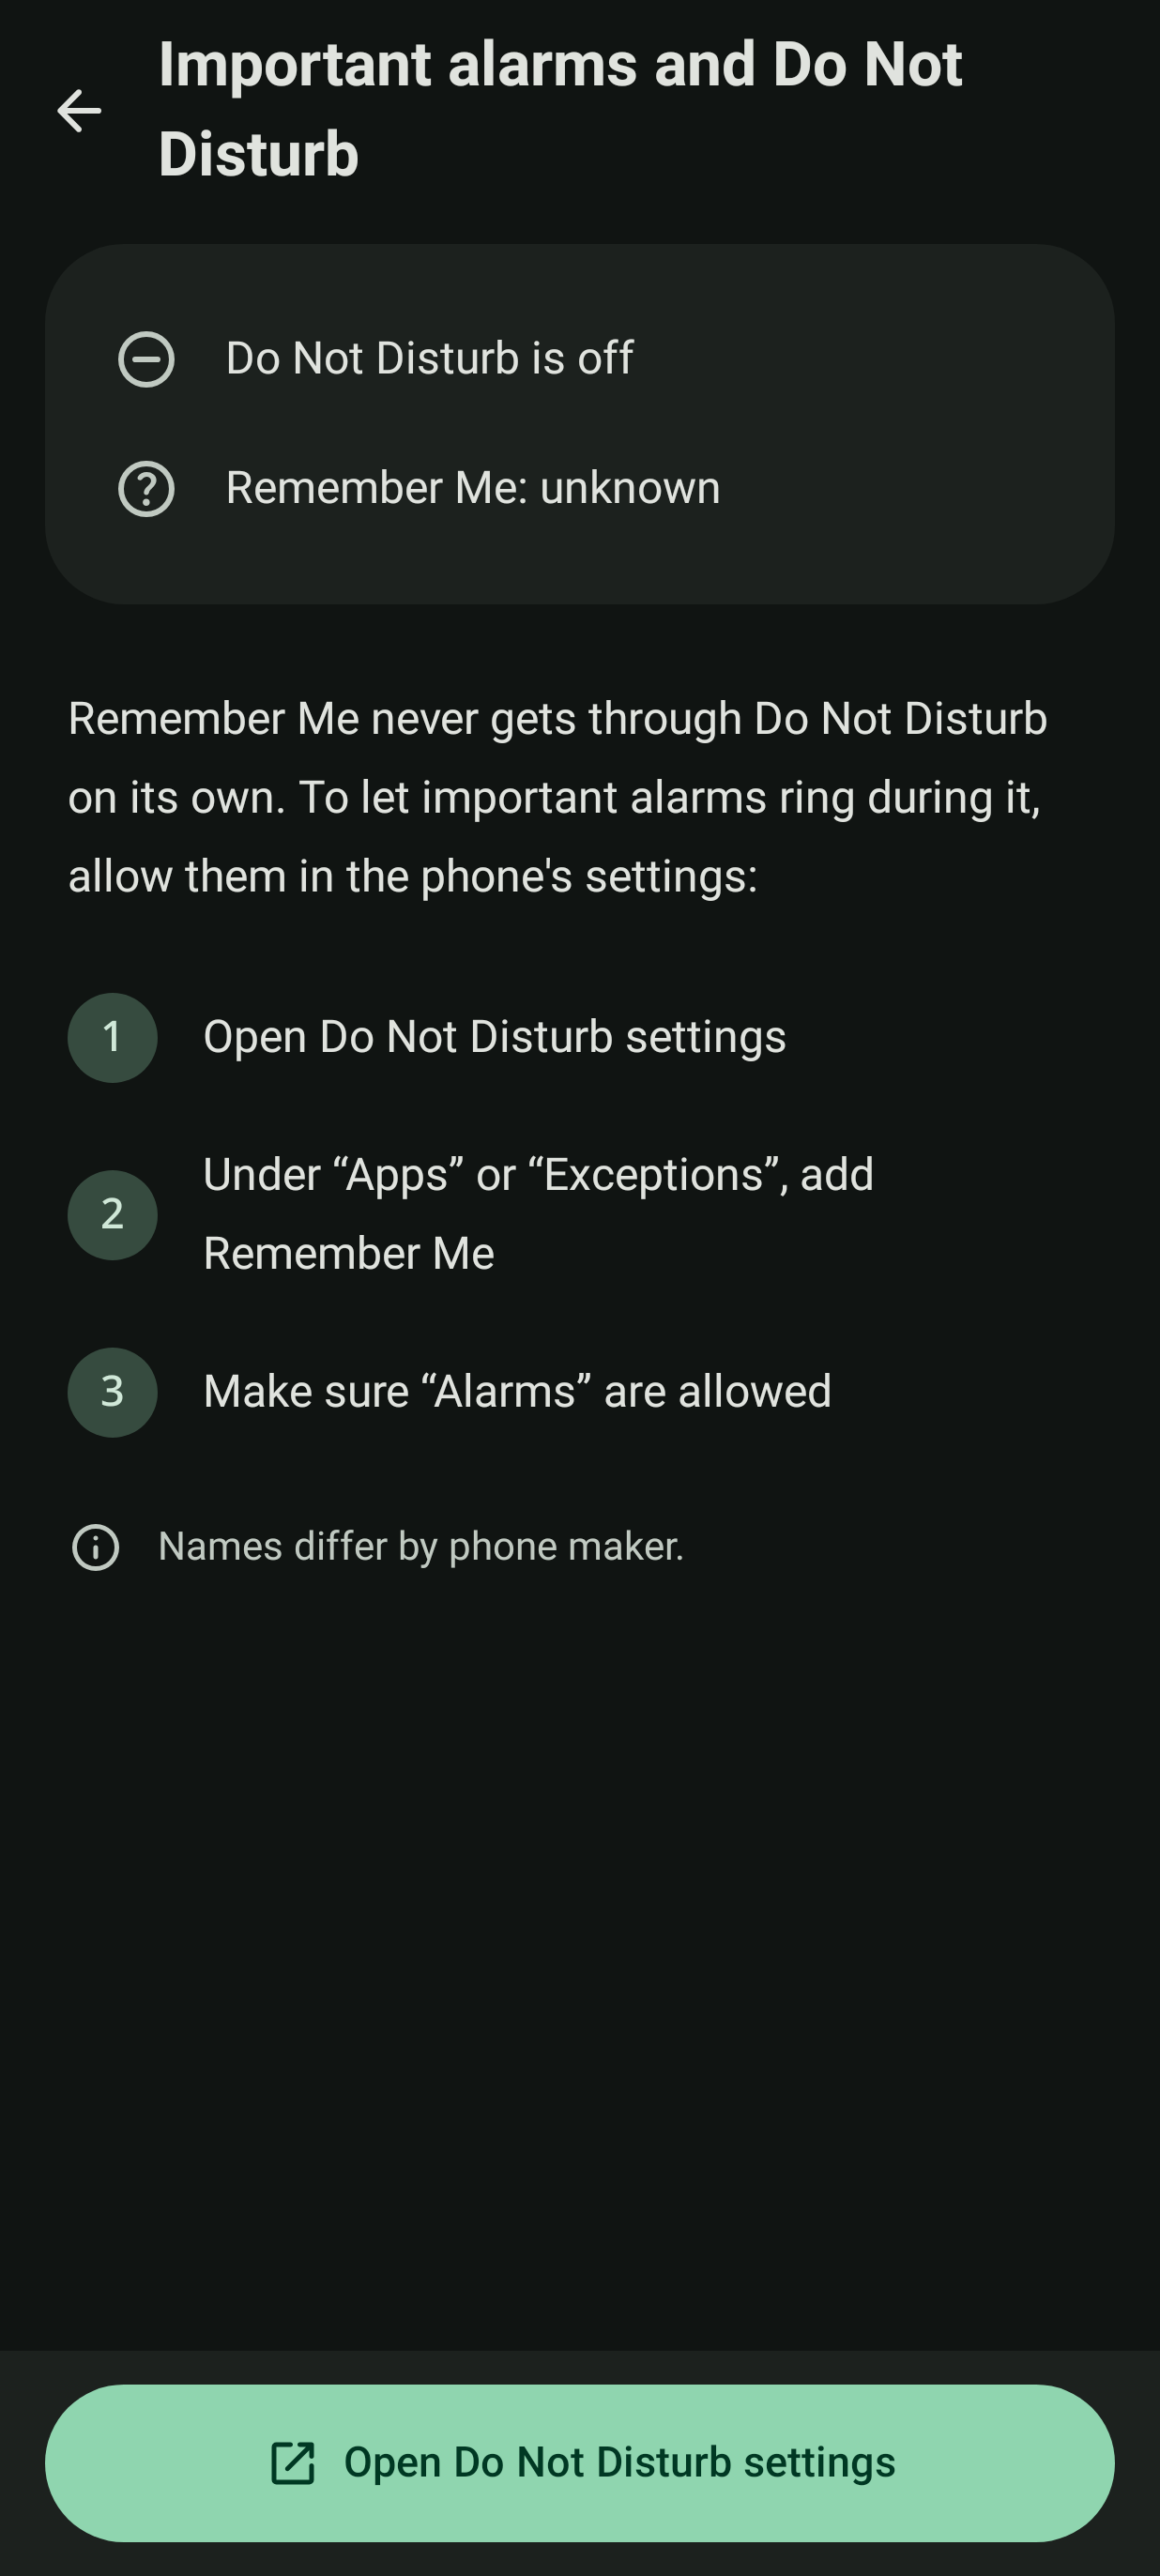 Important alarms and Do Not
Disturb
Do Not Disturb is off
Remember Me: unknown
Remember Me never gets through Do Not Disturb
on its own. To let important alarms ring during it,
allow them in the phone's settings:
1 Open Do Not Disturb settings
2 Under “Apps” or “Exceptions”, add
Remember Me
3 Make sure “Alarms” are allowed
Names differ by phone maker.
Open Do Not Disturb settings